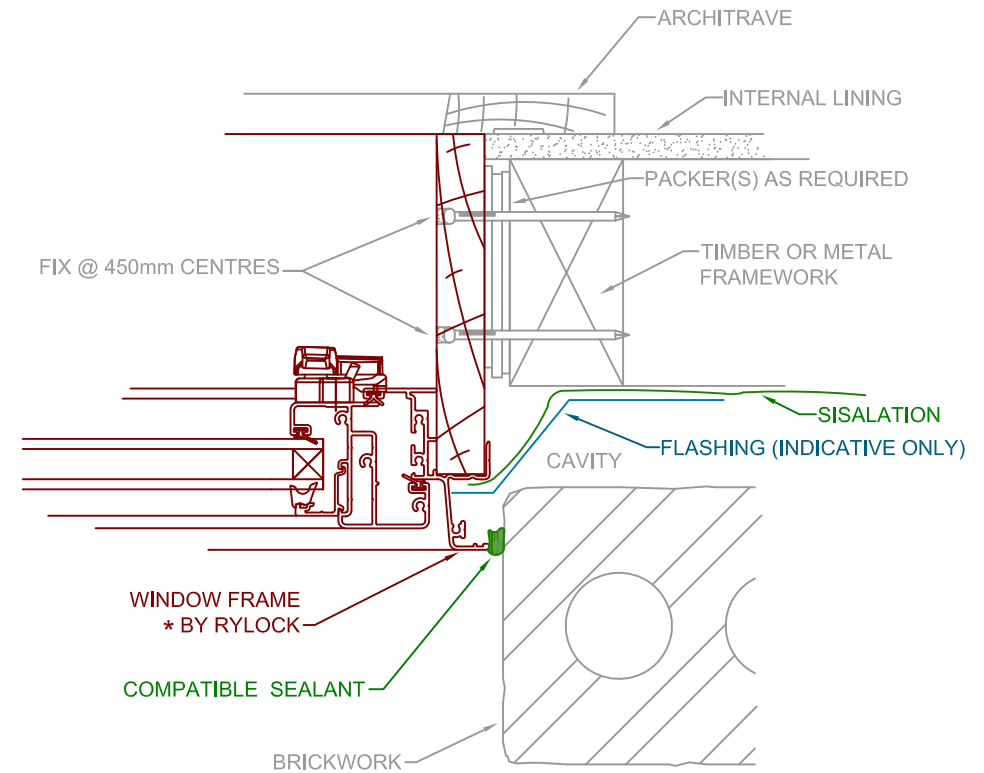 ARCHITRAVE
INTERNAL LINING
PACKER(S) AS REQUIRED
FIX @ 450mm CENTRES
TIMBER OR METAL
FRAMEWORK
SISALATION
FLASHING (INDICATIVE ONLY)
CAVITY
WINDOW FRAME
* BY RYLOCK
COMPATIBLE SEALANT
BRICKWORK